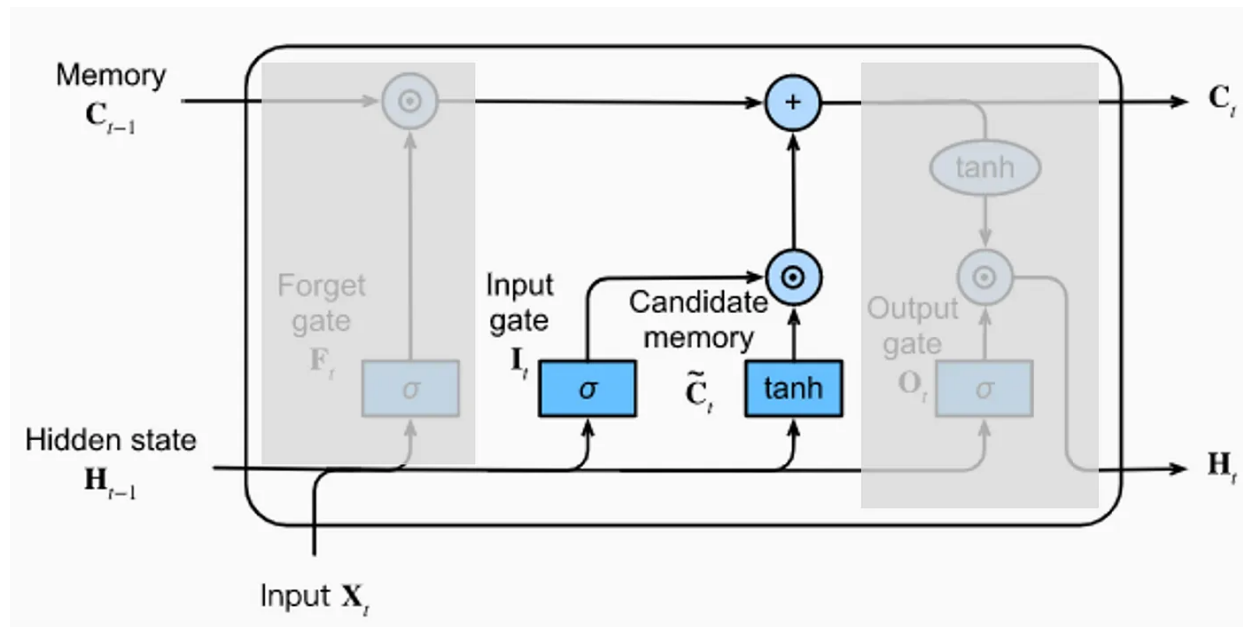 Memory
C_{t-1}
⊙
+
C_t
tanh
Forget
gate
F_t
Input
gate
I_t
Candidate
memory
C̃_t
⊙
Output
gate
O_t
⊙
σ
σ
tanh
σ
Hidden state
H_{t-1}
H_t
Input X_t